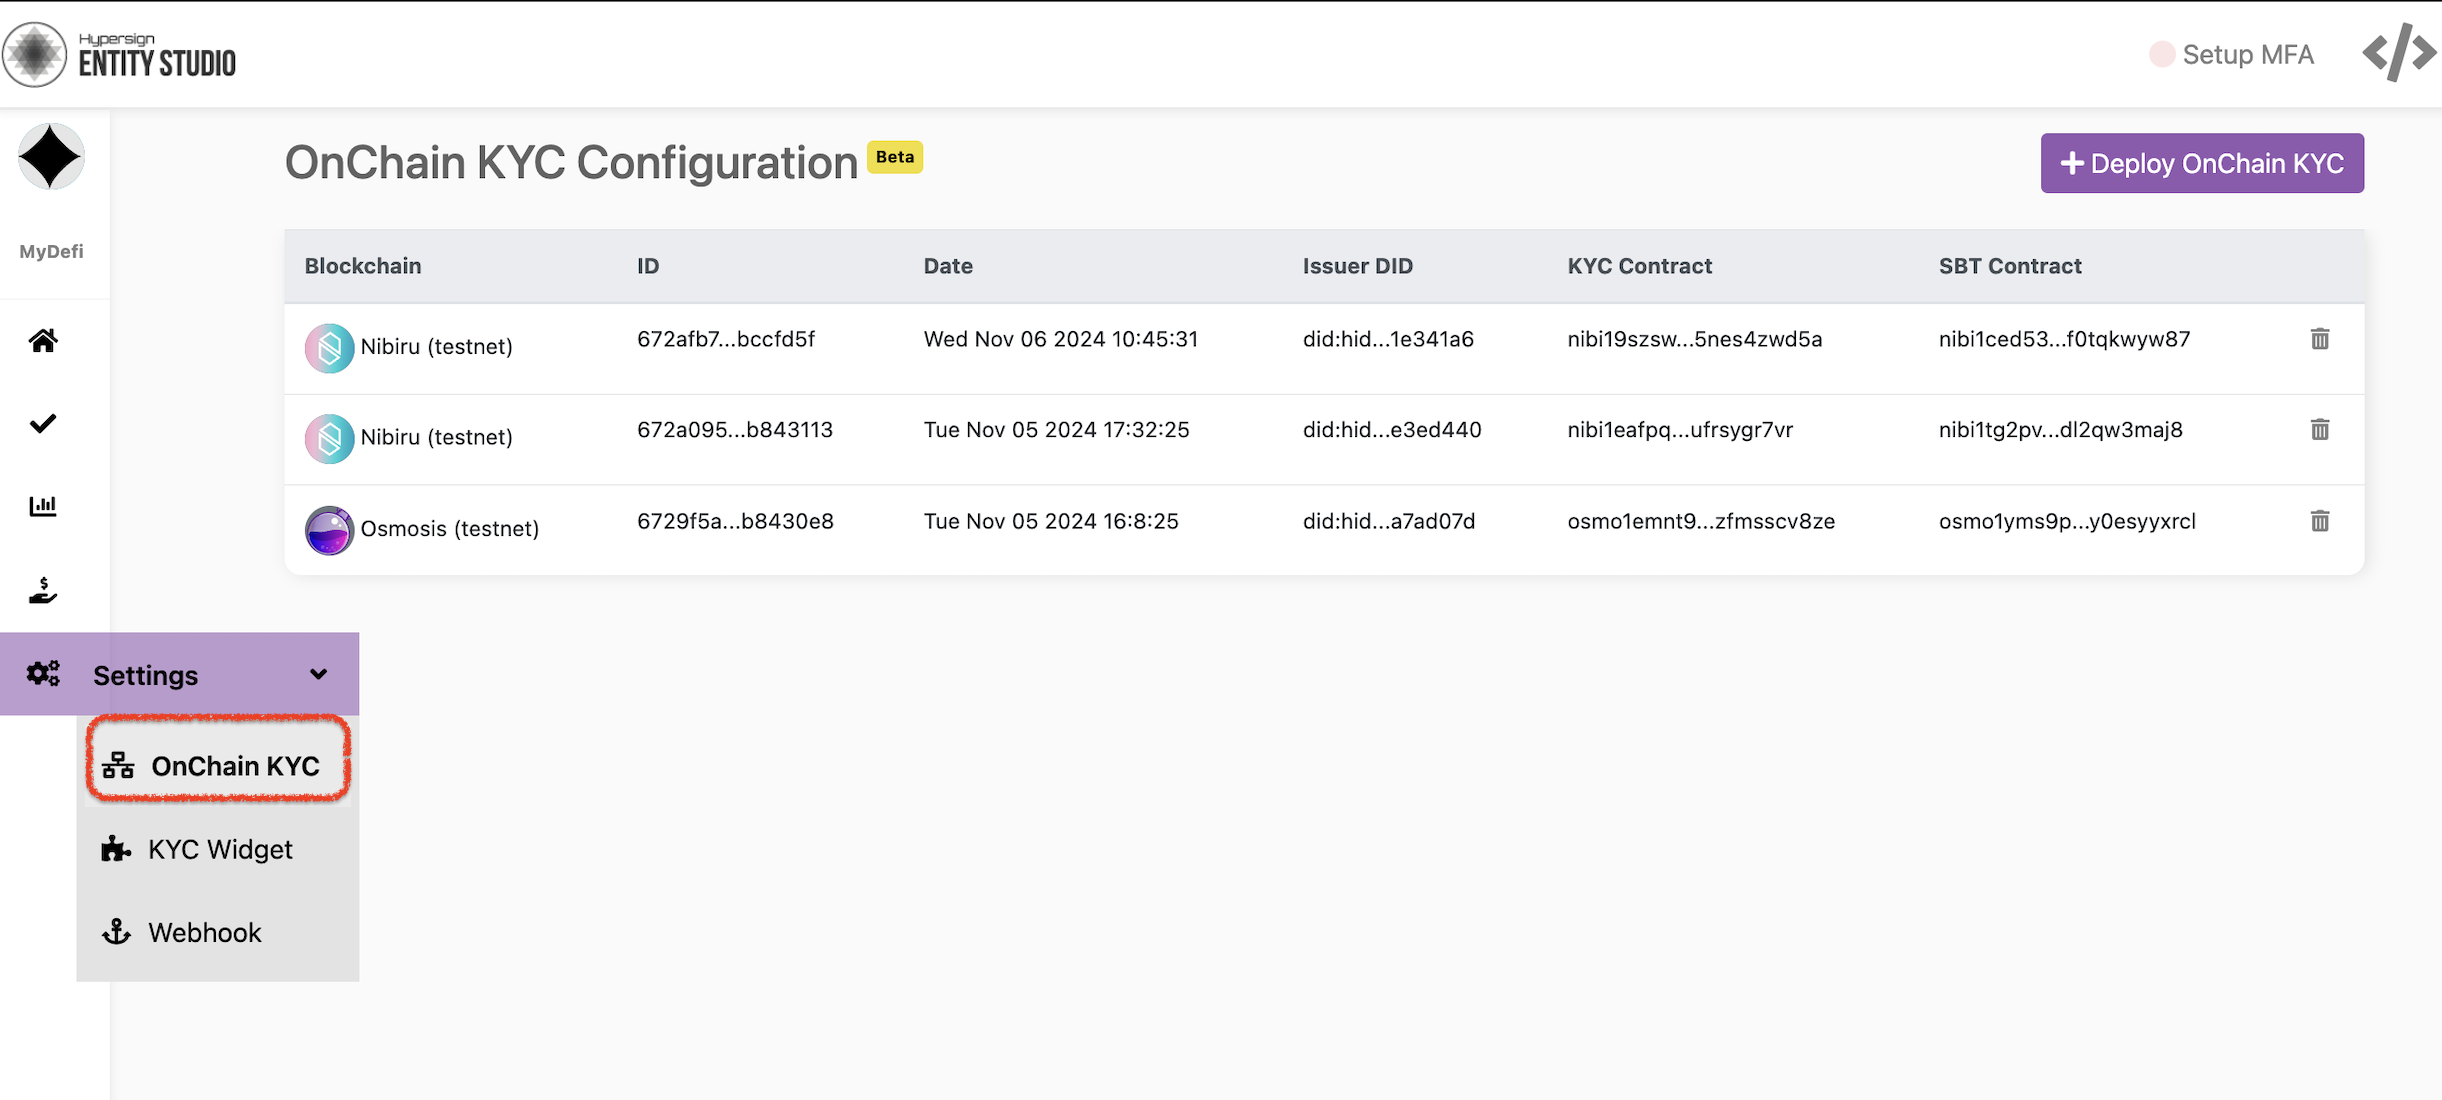 Hypersign
ENTITY STUDIO
Setup MFA
MyDefi
OnChain KYC Configuration Beta
Deploy OnChain KYC
Blockchain ID Date Issuer DID KYC Contract SBT Contract
Nibiru (testnet) 672afb7...bccfd5f Wed Nov 06 2024 10:45:31 did:hid...1e341a6 nibi19szsw...5nes4zwd5a nibi1ced53...f0tqkwyw87
Nibiru (testnet) 672a095...b843113 Tue Nov 05 2024 17:32:25 did:hid...e3ed440 nibi1eafpq...ufrsygr7vr nibi1tg2pv...dl2qw3maj8
Osmosis (testnet) 6729f5a...b8430e8 Tue Nov 05 2024 16:8:25 did:hid...a7ad07d osmo1emnt9...zfmsscv8ze osmo1yms9p...y0esyyxrcl
Settings
OnChain KYC
KYC Widget
Webhook